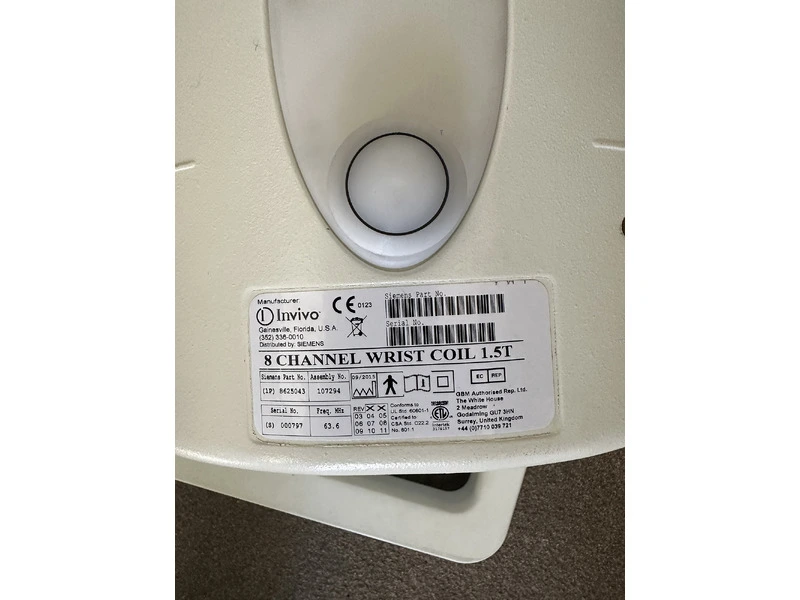 Manufacturer:
Invivo
Gainesville, Florida, U.S.A.
(352) 336-0010
Distributed by: SIEMENS
CE 0123
Siemens Part No.
Serial No.
8 CHANNEL WRIST COIL 1.5T
Siemens Part No. Assembly No.
(1P) 8625043 107294
Serial No. Freq. MHz
(S) 000797 63.6
09/2015
REV
03 04 05
06 07 08
09 10 11
Conforms to
UL Std. 60601-1
Certified to
CSA Std. C22.2
No. 601.1
ETL
Intertek
EC REP
GBM Authorised Rep. Ltd.
The White House
2 Meadrow
Godalming GU7 3HN
Surrey, United Kingdom
+44 (0)7710 039 721